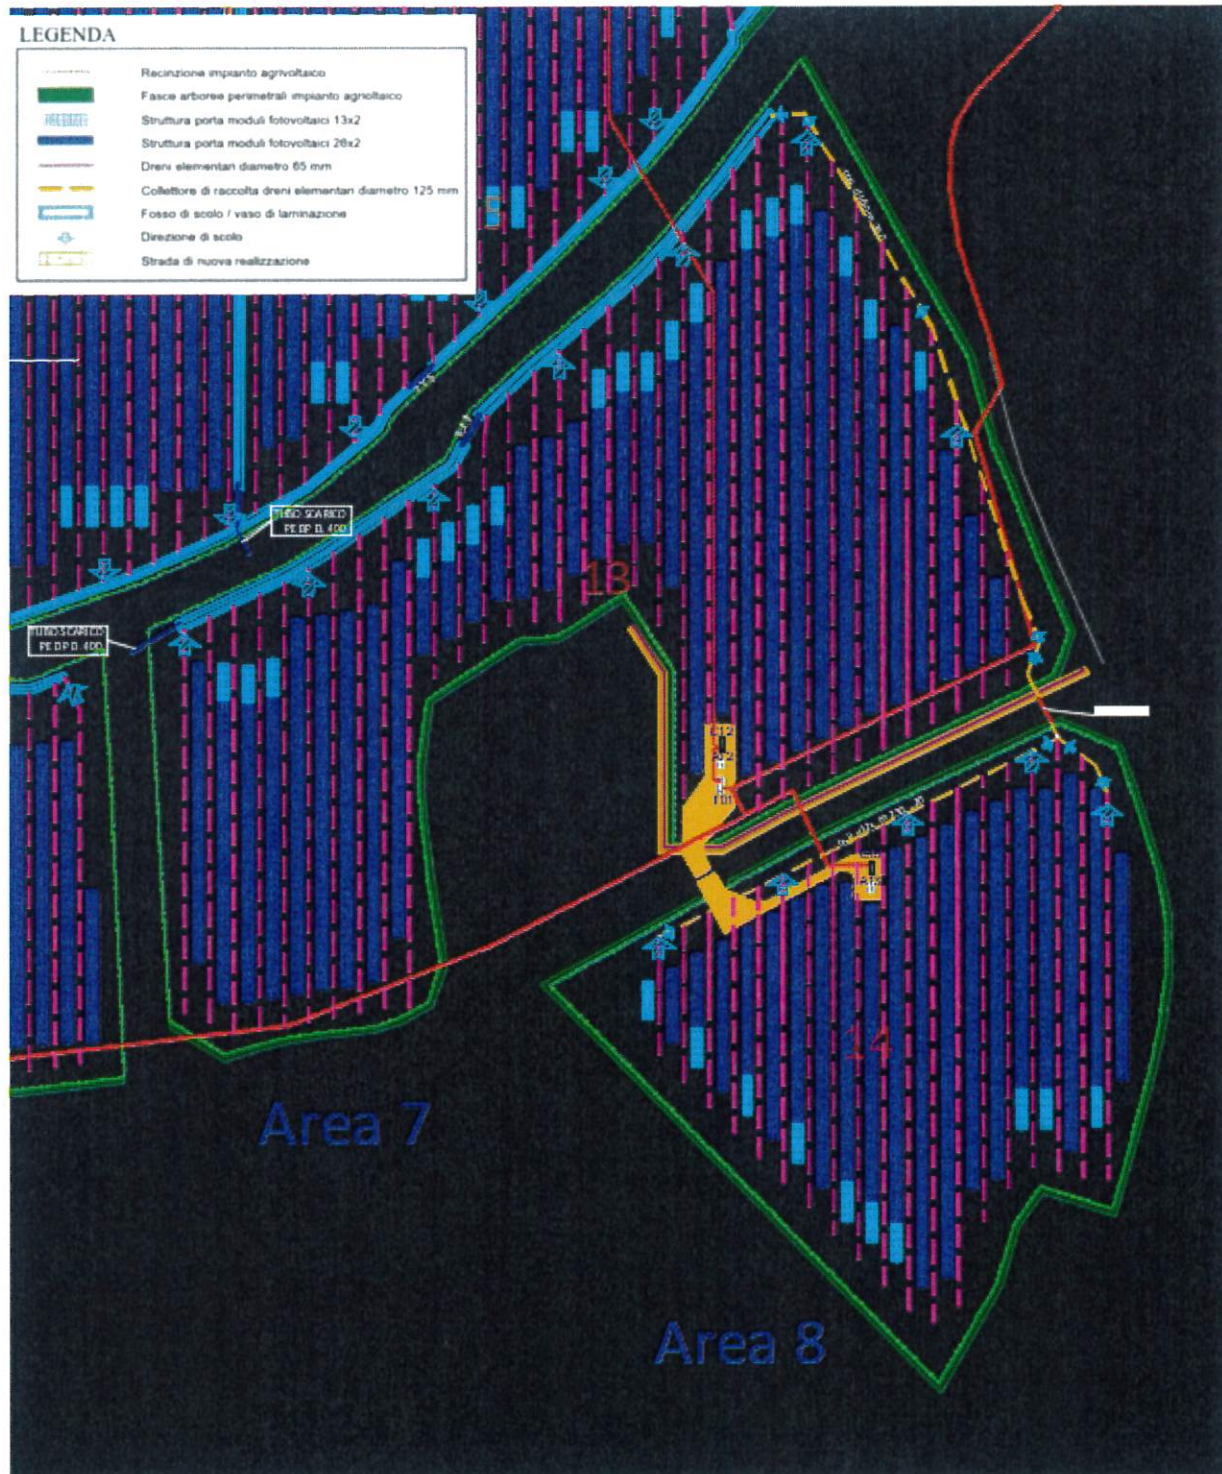 LEGENDA
Recinzione impianto agrivoltaico
Fasce arboree perimetrali impianto agrivoltaico
Struttura porta moduli fotovoltaici 13x2
Struttura porta moduli fotovoltaici 26x2
Dreni elementari diametro 65 mm
Collettore di raccolta dreni elementari diametro 125 mm
Fosso di scolo / vaso di laminazione
Direzione di scolo
Strada di nuova realizzazione
TUBO SCARICO
PE DP D. 400
13
TUBO SCARICO
PE DP D. 400
14
Area 7
Area 8